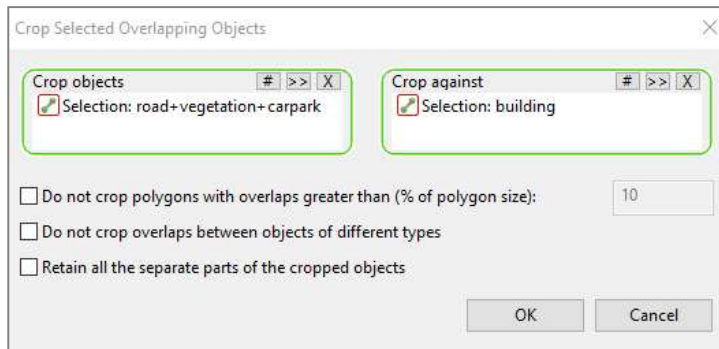 Crop Selected Overlapping Objects
Crop objects # >> X
Selection: road+vegetation+carpark
Crop against # >> X
Selection: building
Do not crop polygons with overlaps greater than (% of polygon size): 10
Do not crop overlaps between objects of different types
Retain all the separate parts of the cropped objects
OK Cancel